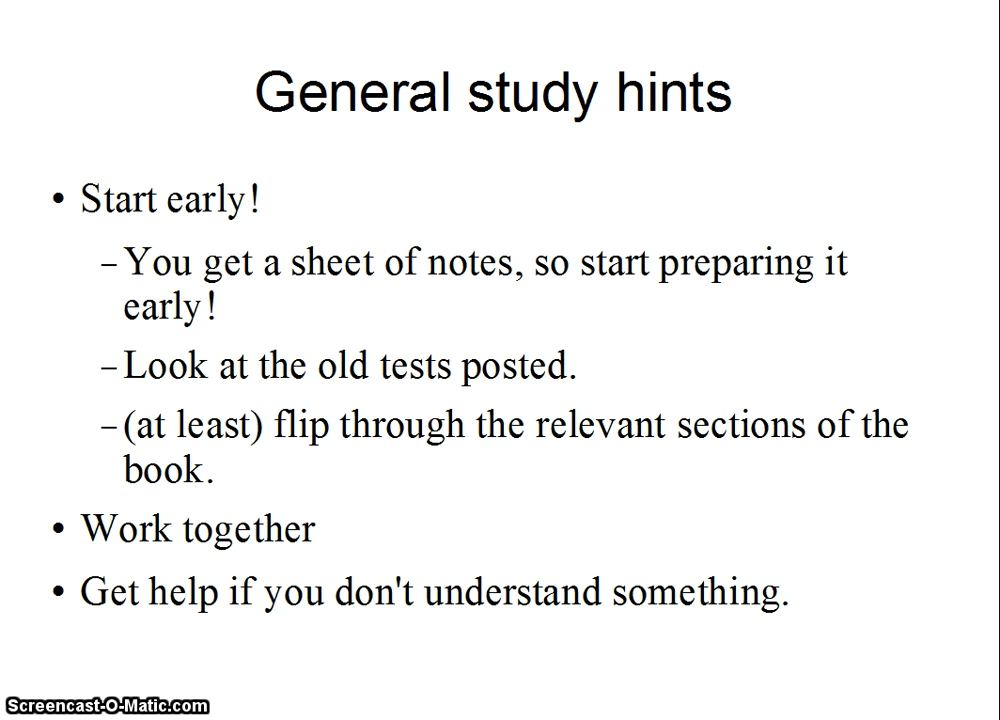 General study hints
• Start early!
– You get a sheet of notes, so start preparing it
early!
– Look at the old tests posted.
– (at least) flip through the relevant sections of the
book.
• Work together
• Get help if you don't understand something.
Screencast-O-Matic.com